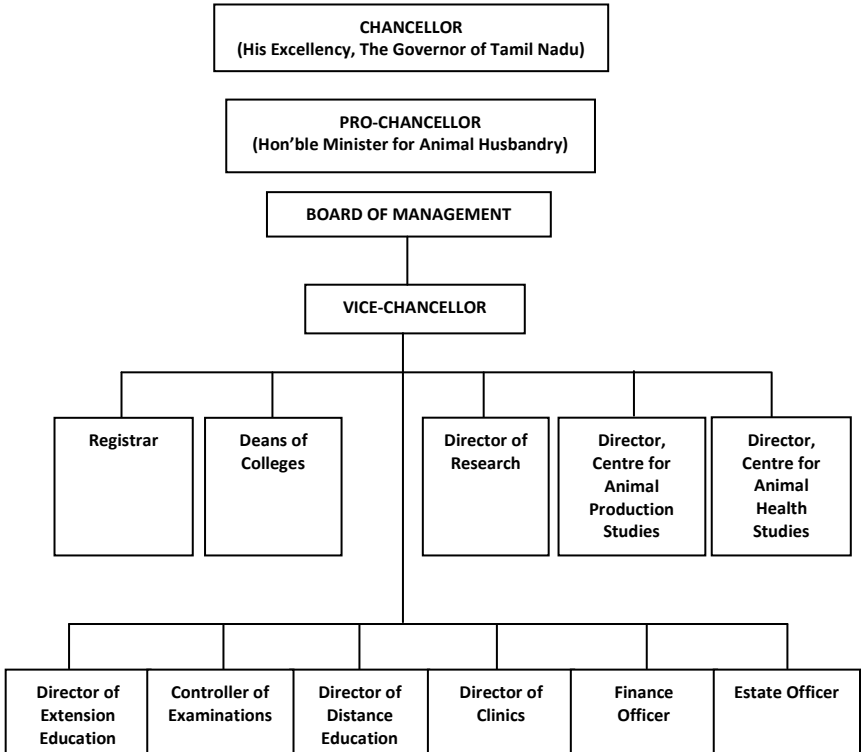 CHANCELLOR
(His Excellency, The Governor of Tamil Nadu)
PRO-CHANCELLOR
(Hon’ble Minister for Animal Husbandry)
BOARD OF MANAGEMENT
VICE-CHANCELLOR
Registrar
Deans of
Colleges
Director of
Research
Director,
Centre for
Animal
Production
Studies
Director,
Centre for
Animal
Health
Studies
Director of
Extension
Education
Controller of
Examinations
Director of
Distance
Education
Director of
Clinics
Finance
Officer
Estate Officer